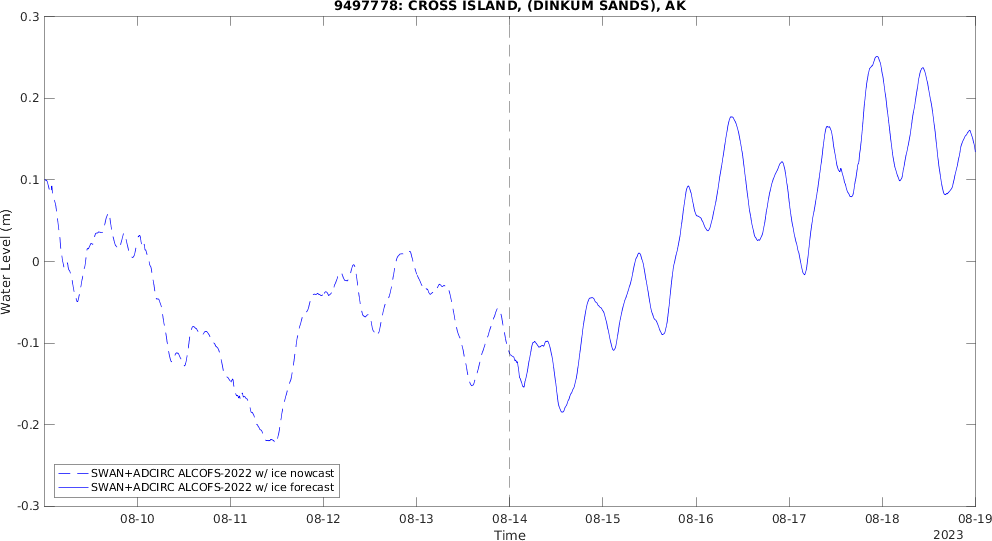 9497778: CROSS ISLAND, (DINKUM SANDS), AK
0.3
0.2
0.1
0
-0.1
-0.2
-0.3
Water Level (m)
SWAN+ADCIRC ALCOFS-2022 w/ ice nowcast
SWAN+ADCIRC ALCOFS-2022 w/ ice forecast
08-10 08-11 08-12 08-13 08-14 08-15 08-16 08-17 08-18 08-19
Time
2023